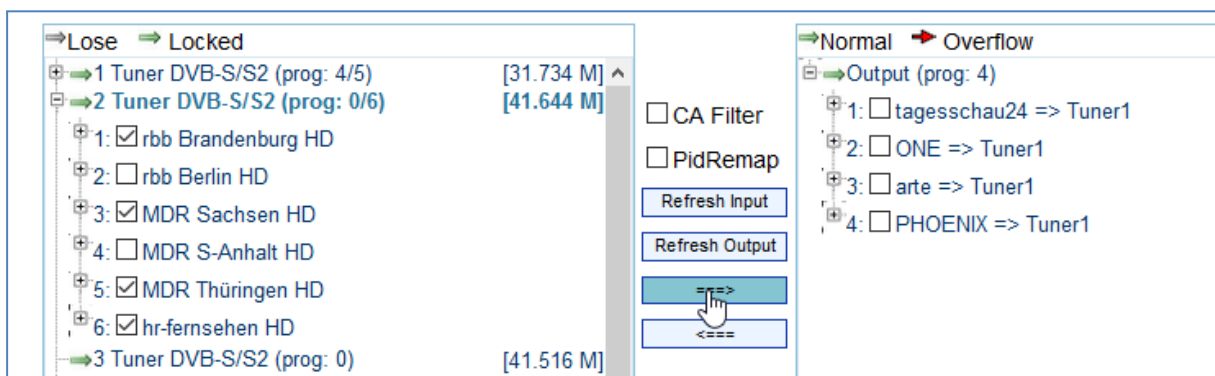 Lose Locked
1 Tuner DVB-S/S2 (prog: 4/5) [31.734 M]
2 Tuner DVB-S/S2 (prog: 0/6) [41.644 M]
1: rbb Brandenburg HD
2: rbb Berlin HD
3: MDR Sachsen HD
4: MDR S-Anhalt HD
5: MDR Thüringen HD
6: hr-fernsehen HD
3 Tuner DVB-S/S2 (prog: 0) [41.516 M]
CA Filter
PidRemap
Refresh Input
Refresh Output
===>
<===
Normal Overflow
Output (prog: 4)
1: tagesschau24 => Tuner1
2: ONE => Tuner1
3: arte => Tuner1
4: PHOENIX => Tuner1